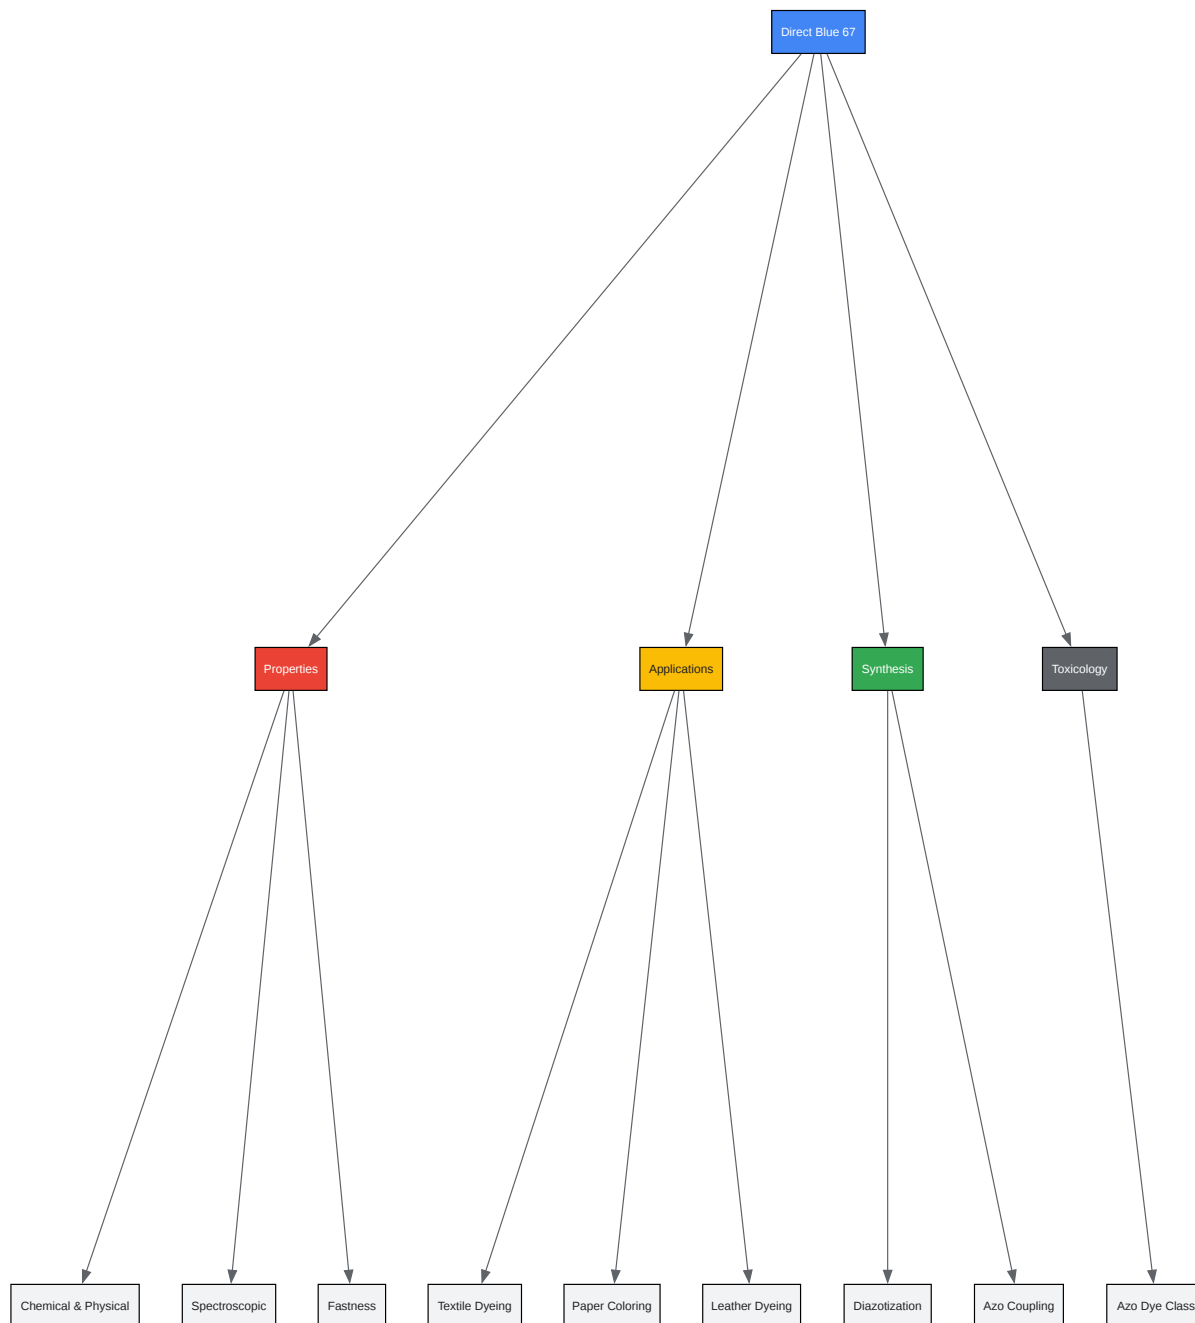 Direct Blue 67
Properties
Applications
Synthesis
Toxicology
Chemical & Physical
Spectroscopic
Fastness
Textile Dyeing
Paper Coloring
Leather Dyeing
Diazotization
Azo Coupling
Azo Dye Class